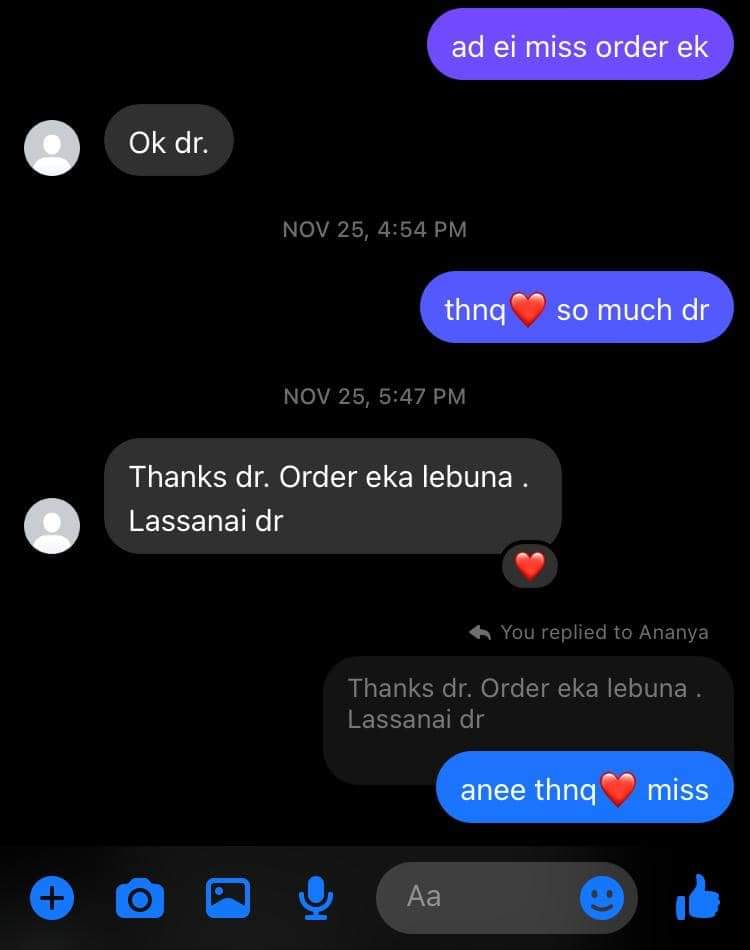 ad ei miss order ek
Ok dr.
NOV 25, 4:54 PM
thnq❤️ so much dr
NOV 25, 5:47 PM
Thanks dr. Order eka lebuna .
Lassanai dr
❤️
You replied to Ananya
Thanks dr. Order eka lebuna .
Lassanai dr
anee thnq❤️ miss
Aa